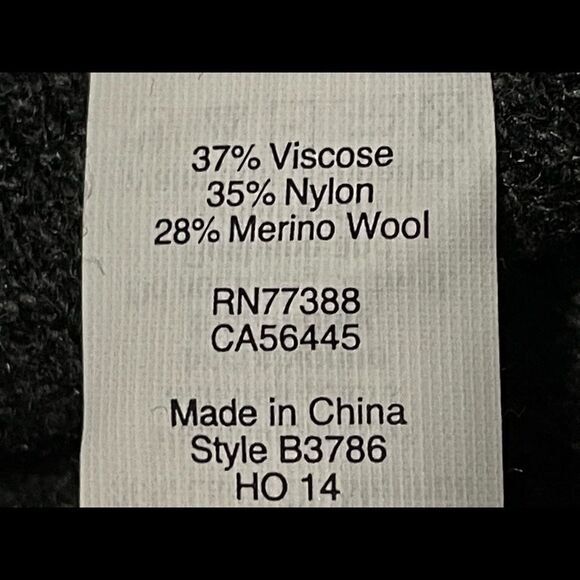 37% Viscose
35% Nylon
28% Merino Wool
RN77388
CA56445
Made in China
Style B3786
HO 14